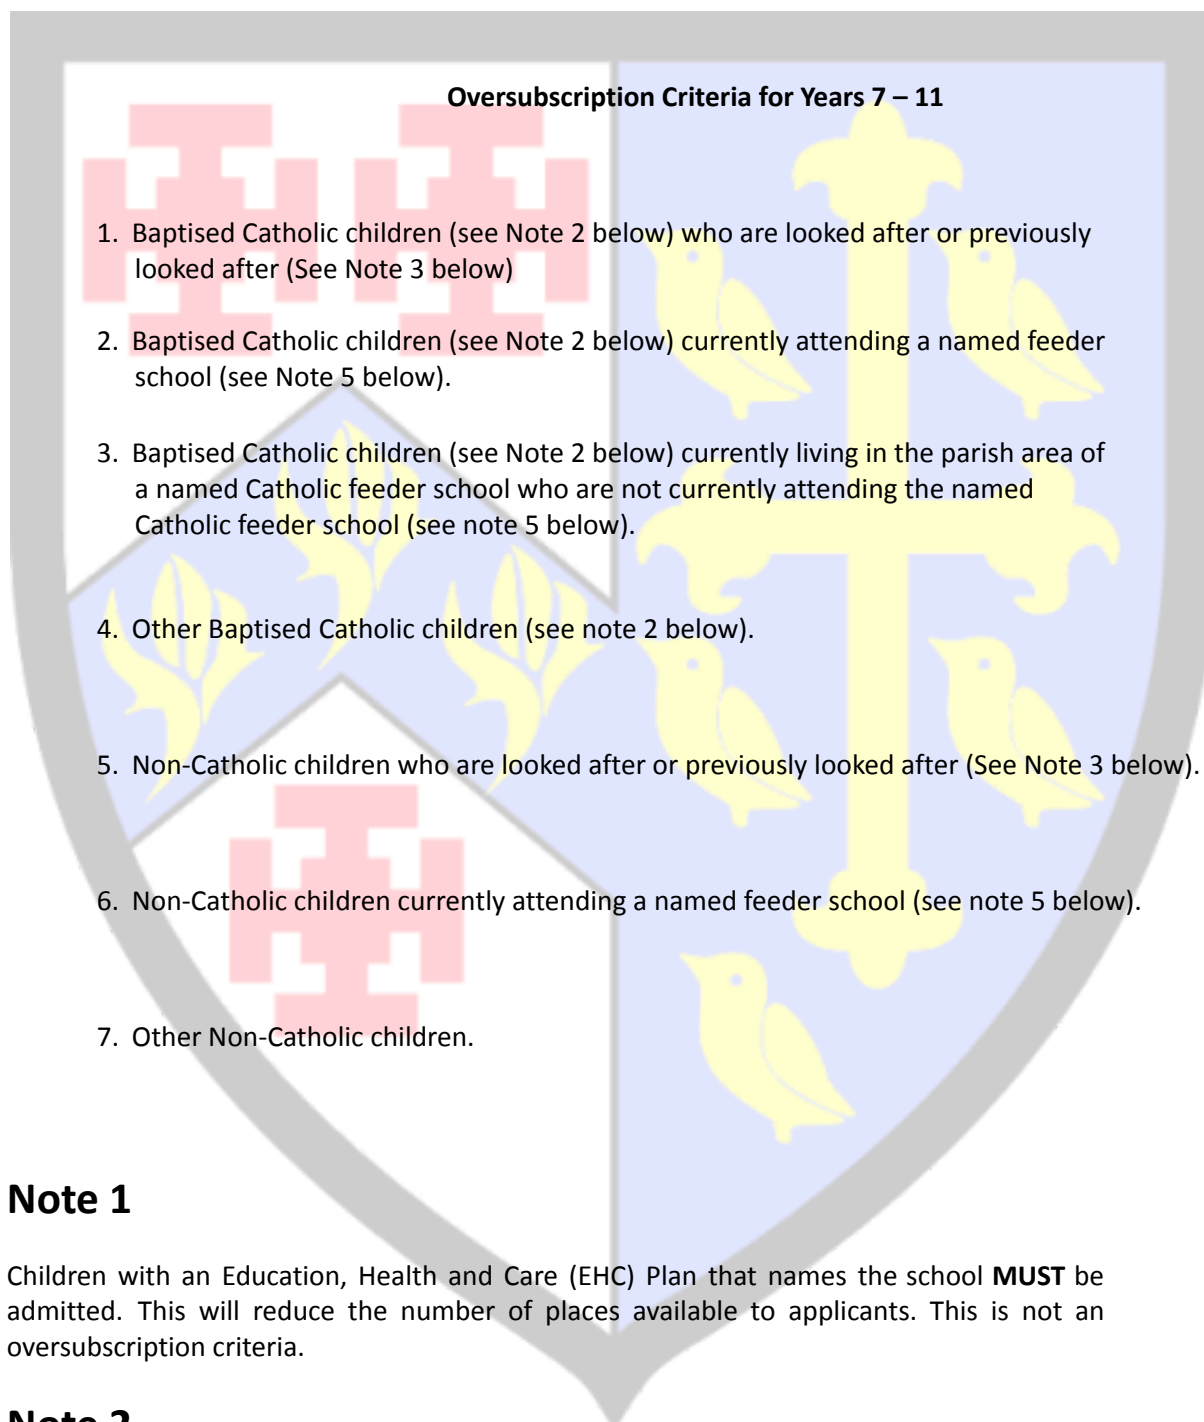 Oversubscription Criteria for Years 7 – 11
1. Baptised Catholic children (see Note 2 below) who are looked after or previously
looked after (See Note 3 below)
2. Baptised Catholic children (see Note 2 below) currently attending a named feeder
school (see Note 5 below).
3. Baptised Catholic children (see Note 2 below) currently living in the parish area of
a named Catholic feeder school who are not currently attending the named
Catholic feeder school (see note 5 below).
4. Other Baptised Catholic children (see note 2 below).
5. Non-Catholic children who are looked after or previously looked after (See Note 3 below).
6. Non-Catholic children currently attending a named feeder school (see note 5 below).
7. Other Non-Catholic children.
Note 1
Children with an Education, Health and Care (EHC) Plan that names the school MUST be
admitted. This will reduce the number of places available to applicants. This is not an
oversubscription criteria.
Note 2